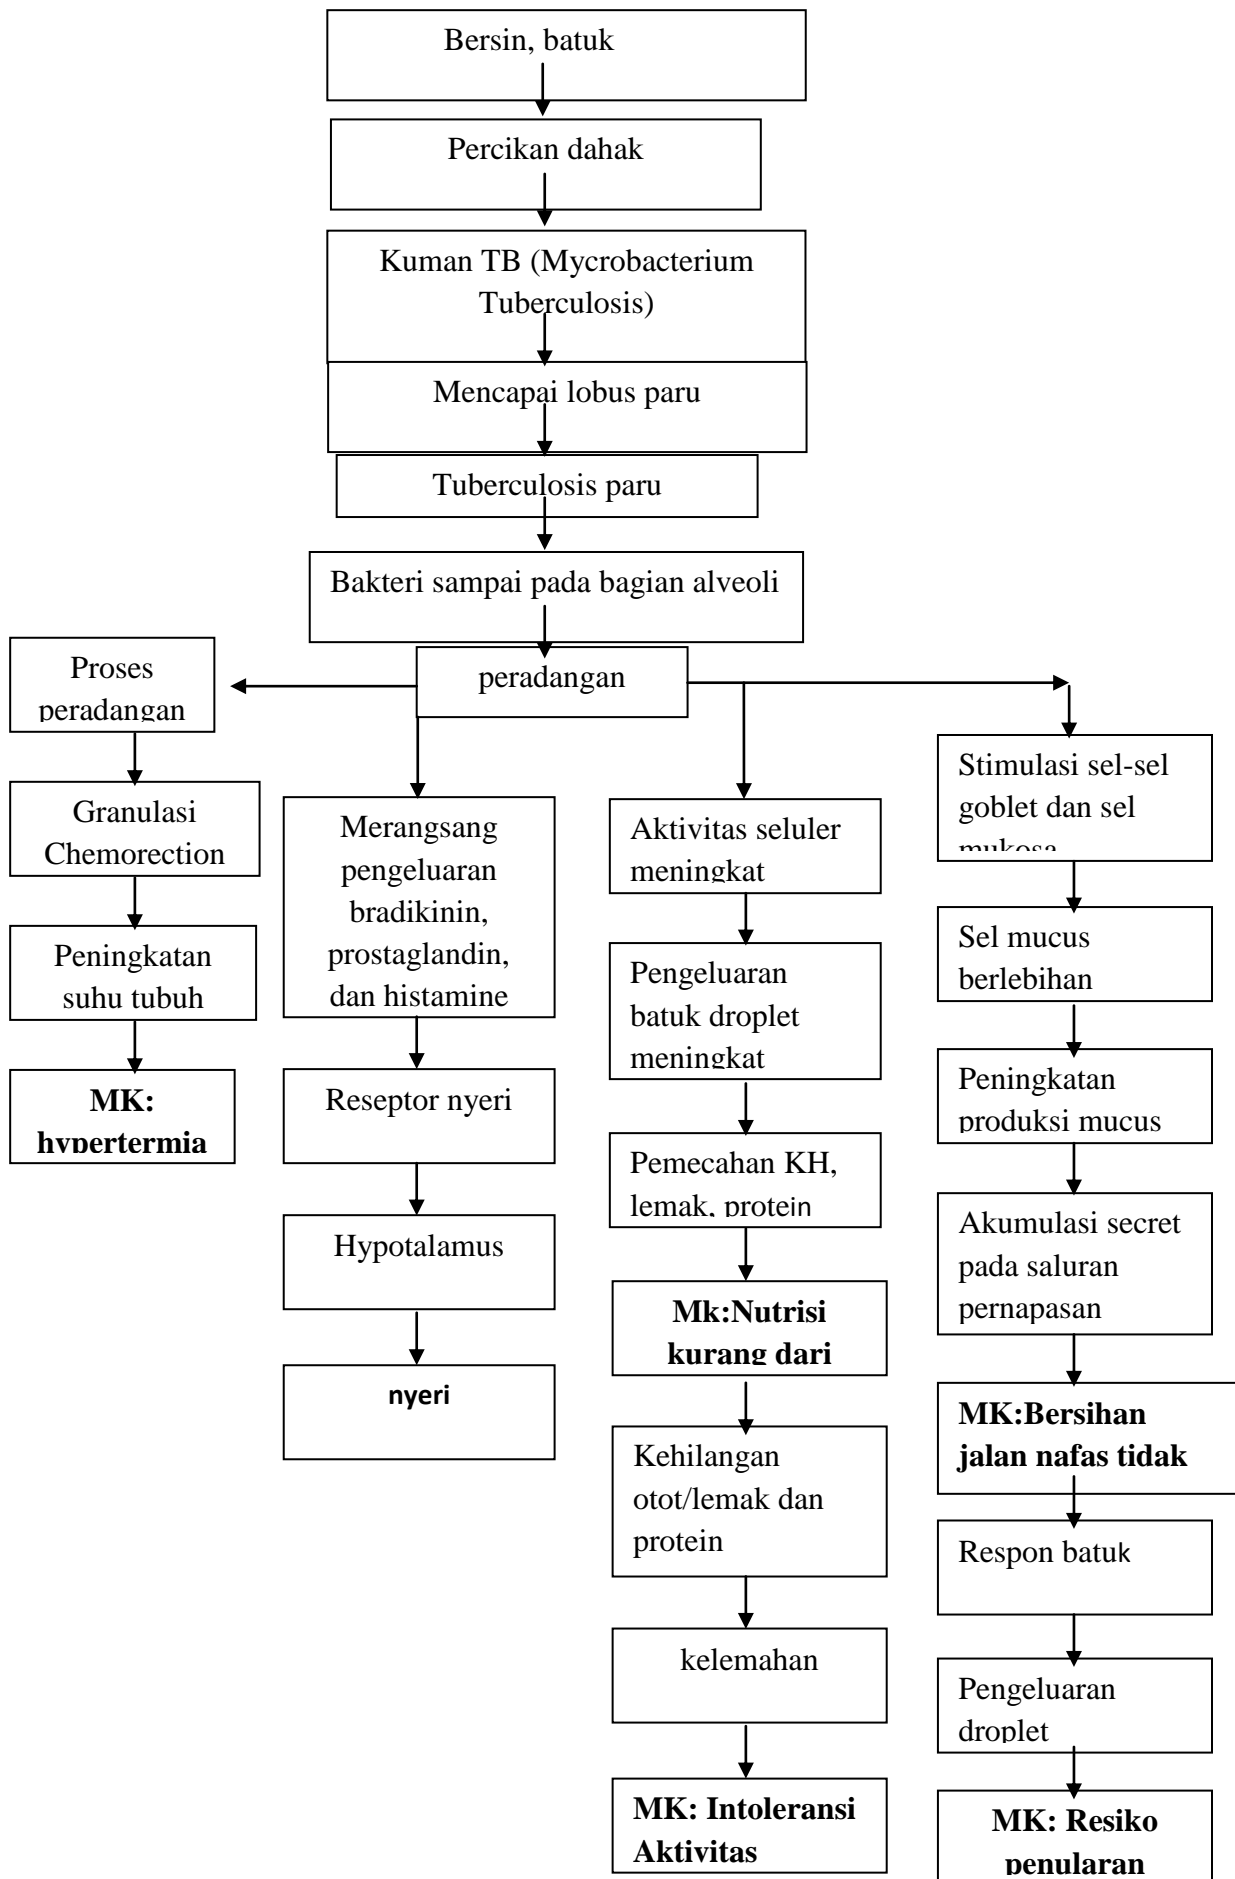 Bersin, batuk
Percikan dahak
Kuman TB (Mycrobacterium
Tuberculosis)
Mencapai lobus paru
Tuberculosis paru
Bakteri sampai pada bagian alveoli
peradangan
Proses
peradangan
Granulasi
Chemorection
Peningkatan
suhu tubuh
MK:
hypertermia
Merangsang
pengeluaran
bradikinin,
prostaglandin,
dan histamine
Reseptor nyeri
Hypotalamus
nyeri
Aktivitas seluler
meningkat
Pengeluaran
batuk droplet
meningkat
Pemecahan KH,
lemak, protein
Mk:Nutrisi
kurang dari
Kehilangan
otot/lemak dan
protein
kelemahan
MK: Intoleransi
Aktivitas
Stimulasi sel-sel
goblet dan sel
mukosa
Sel mucus
berlebihan
Peningkatan
produksi mucus
Akumulasi secret
pada saluran
pernapasan
MK:Bersihan
jalan nafas tidak
Respon batuk
Pengeluaran
droplet
MK: Resiko
penularan